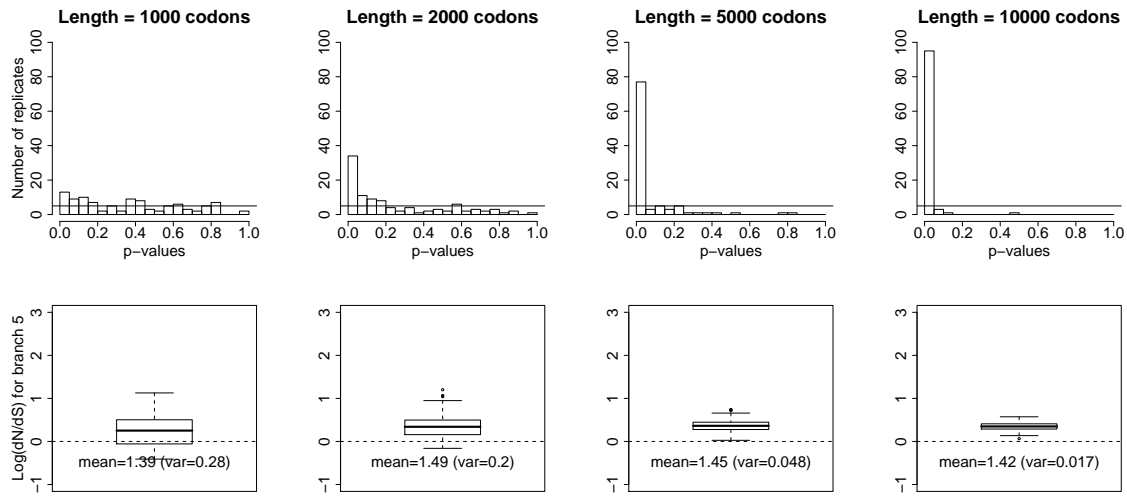 Length = 1000 codons
Length = 2000 codons
Length = 5000 codons
Length = 10000 codons
Number of replicates
0 20 40 60 80 100
0.0 0.2 0.4 0.6 0.8 1.0
p−values
0 20 40 60 80 100
0.0 0.2 0.4 0.6 0.8 1.0
p−values
0 20 40 60 80 100
0.0 0.2 0.4 0.6 0.8 1.0
p−values
0 20 40 60 80 100
0.0 0.2 0.4 0.6 0.8 1.0
p−values
Log(dN/dS) for branch 5
−1 0 1 2 3
mean=1.39 (var=0.28)
−1 0 1 2 3
mean=1.49 (var=0.2)
−1 0 1 2 3
mean=1.45 (var=0.048)
−1 0 1 2 3
mean=1.42 (var=0.017)